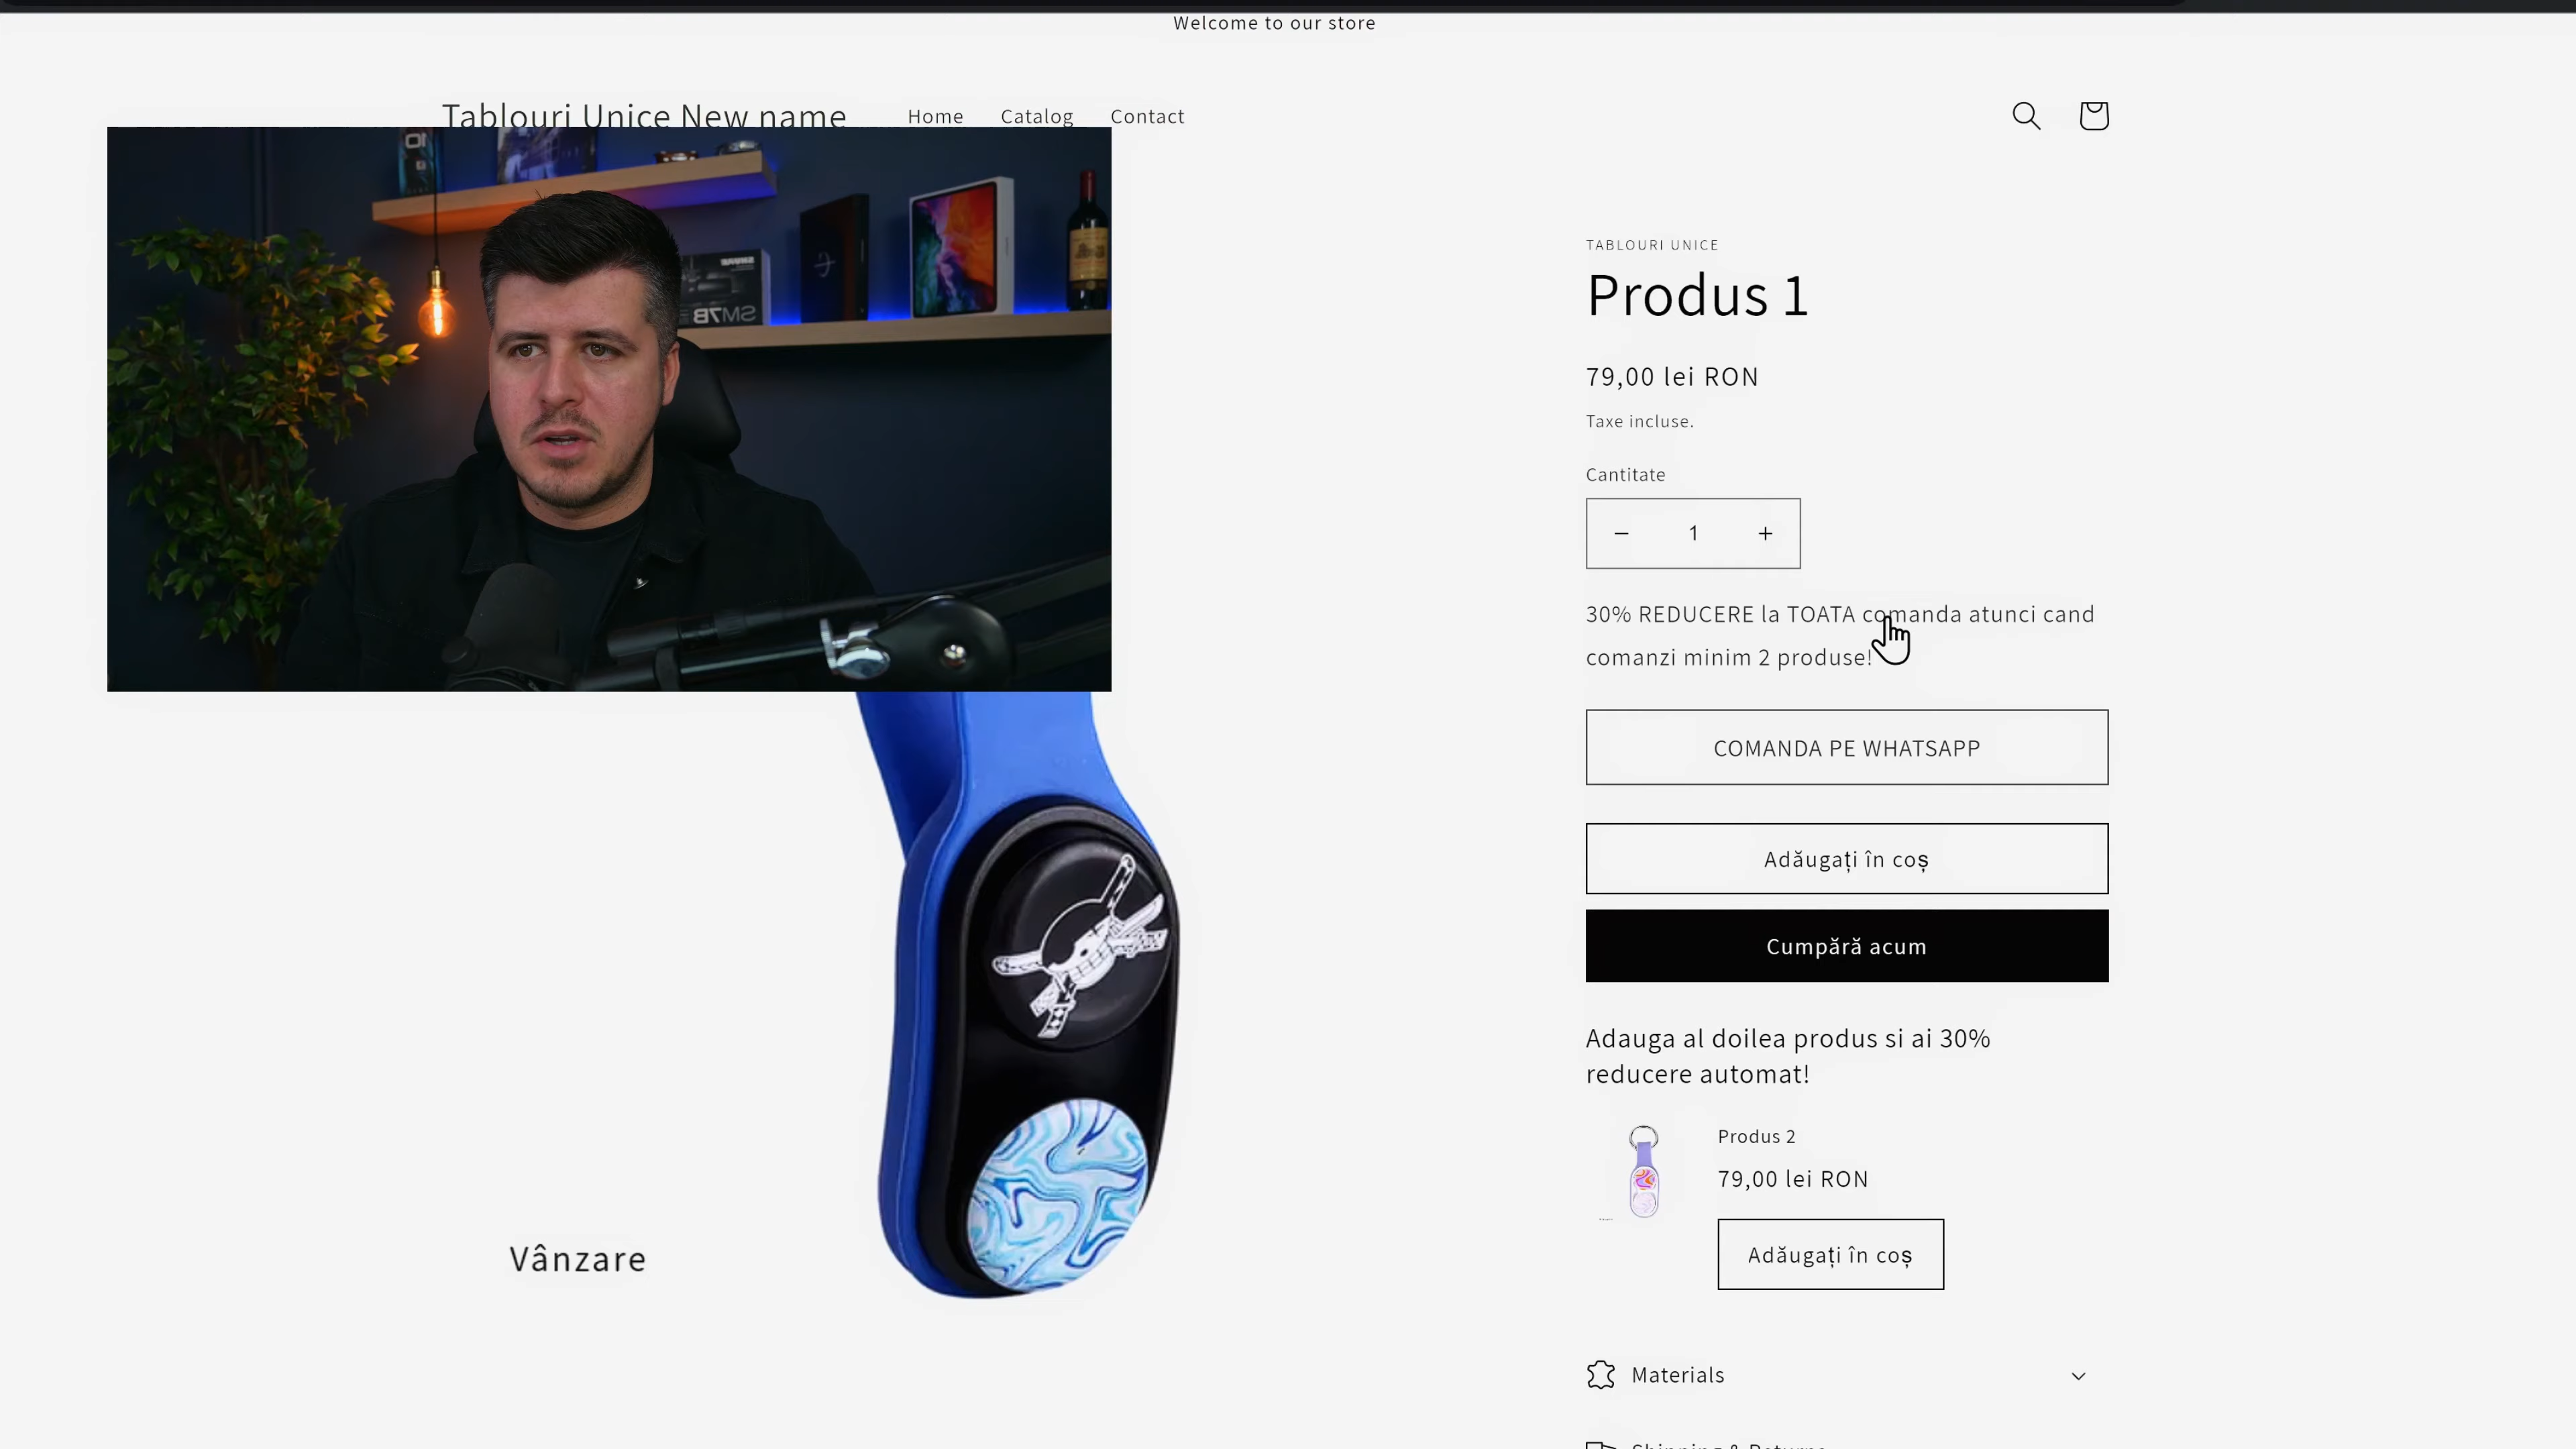 Welcome to our store
Tablouri Unice New name
Home
Catalog
Contact
SM7B
TABLOURI UNICE
Produs 1
79,00 lei RON
Taxe incluse.
Cantitate
1
30% REDUCERE la TOATA comanda atunci cand
comanzi minim 2 produse!
COMANDA PE WHATSAPP
Adăugați în coș
Cumpără acum
Adauga al doilea produs si ai 30%
reducere automat!
Produs 2
79,00 lei RON
Adăugați în coș
Vânzare
Materials
Shipping & Returns